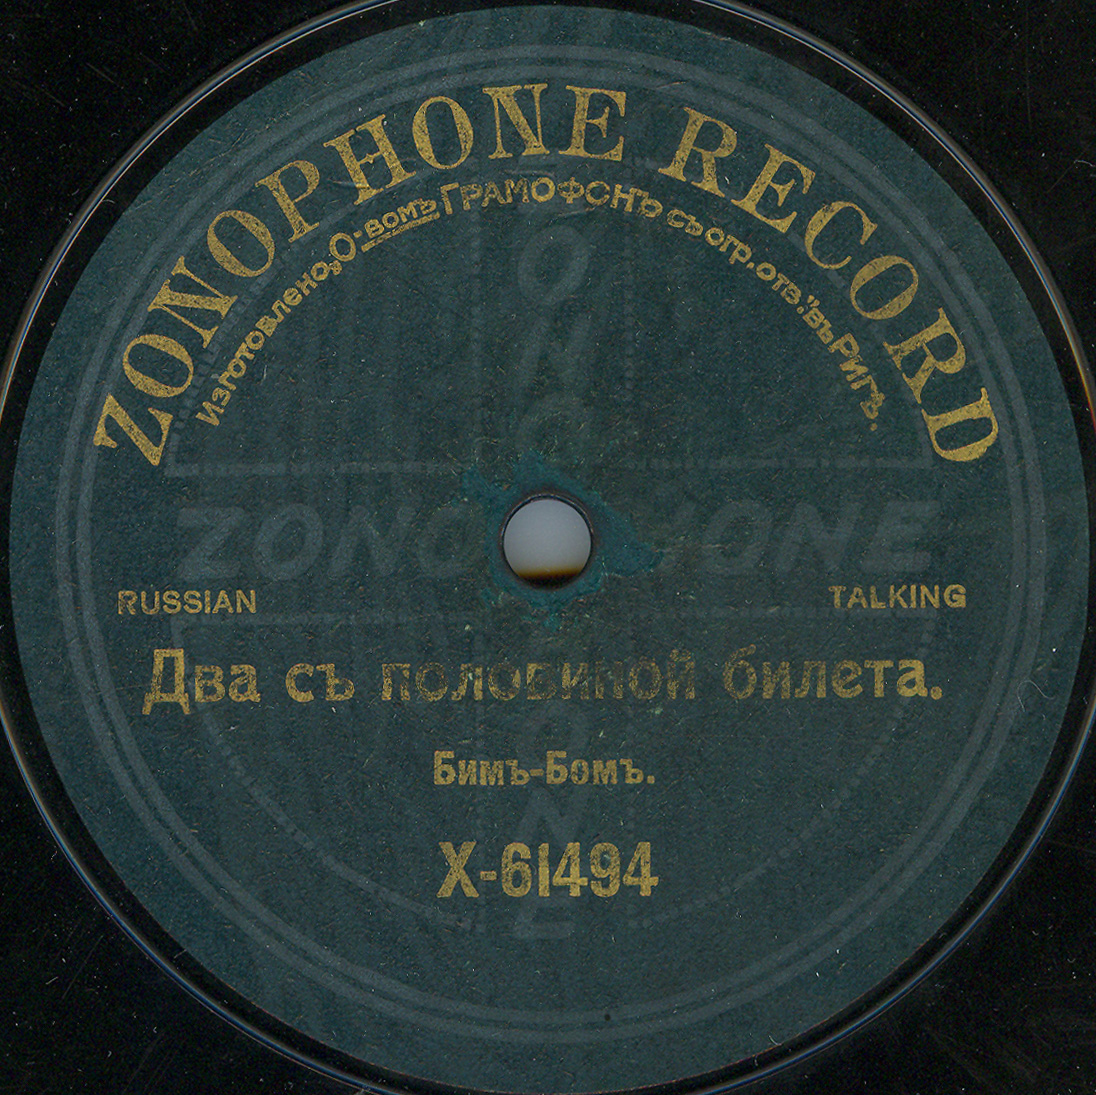 ZONOPHONE RECORD
Изготовлено „О-вомъ ГРАМОФОНЪ съ огр. отв." въ Ригѣ.
ZONOPHONE
RUSSIAN TALKING
Два съ половиной билета.
Бимъ-Бомъ.
X-61494